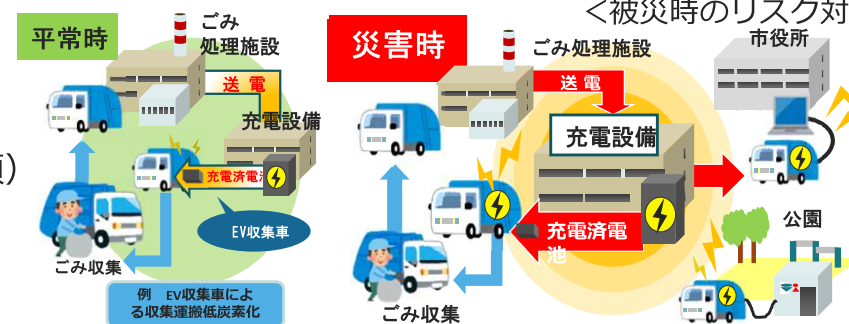 <被災時のリスク対
平常時
ごみ
処理施設
送 電
充電設備
充電済電池
EV収集車
ごみ収集
例 EV収集車によ
る収集運搬低炭素化
災害時
ごみ処理施設
送 電
充電設備
充電済電
池
ごみ収集
市役所
公園